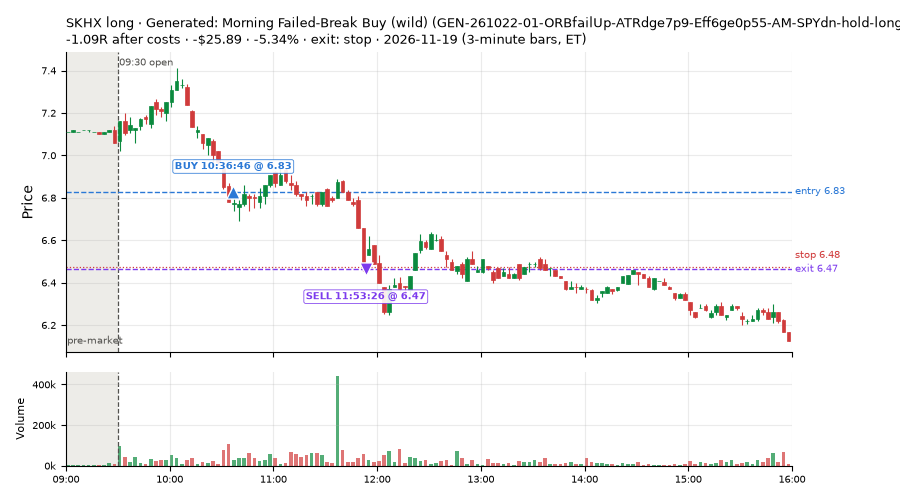 SKHX long · Generated: Morning Failed-Break Buy (wild) (GEN-261022-01-ORBfailUp-ATRdge7p9-Eff6ge0p55-AM-SPYdn-hold-long
-1.09R after costs · -$25.89 · -5.34% · exit: stop · 2026-11-19 (3-minute bars, ET)
09:30 open
7.4
7.2
7.0
6.8
6.6
6.4
6.2
Price
BUY 10:36:46 @ 6.83
entry 6.83
stop 6.48
exit 6.47
SELL 11:53:26 @ 6.47
pre-market
400k
200k
0k
Volume
09:00
10:00
11:00
12:00
13:00
14:00
15:00
16:00